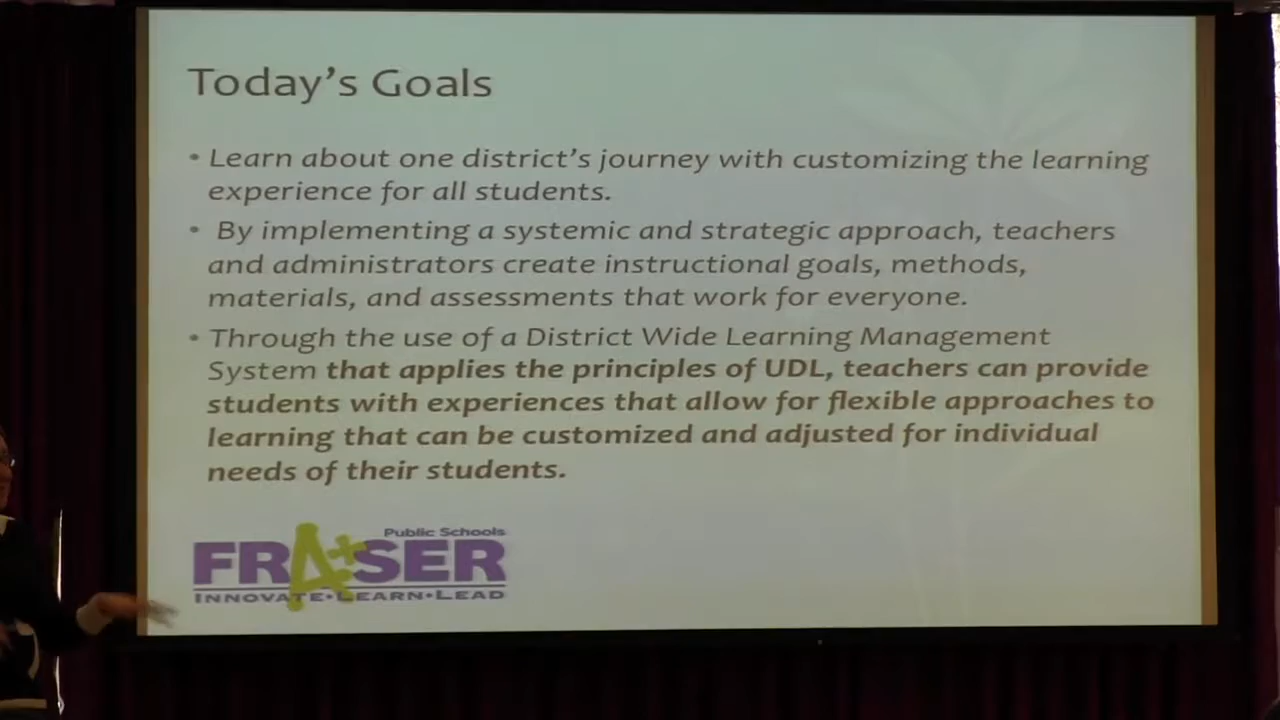 Today's Goals
• Learn about one district's journey with customizing the learning
experience for all students.
• By implementing a systemic and strategic approach, teachers
and administrators create instructional goals, methods,
materials, and assessments that work for everyone.
• Through the use of a District Wide Learning Management
System that applies the principles of UDL, teachers can provide
students with experiences that allow for flexible approaches to
learning that can be customized and adjusted for individual
needs of their students.
Public Schools
FRA+SER
INNOVATE•LEARN•LEAD